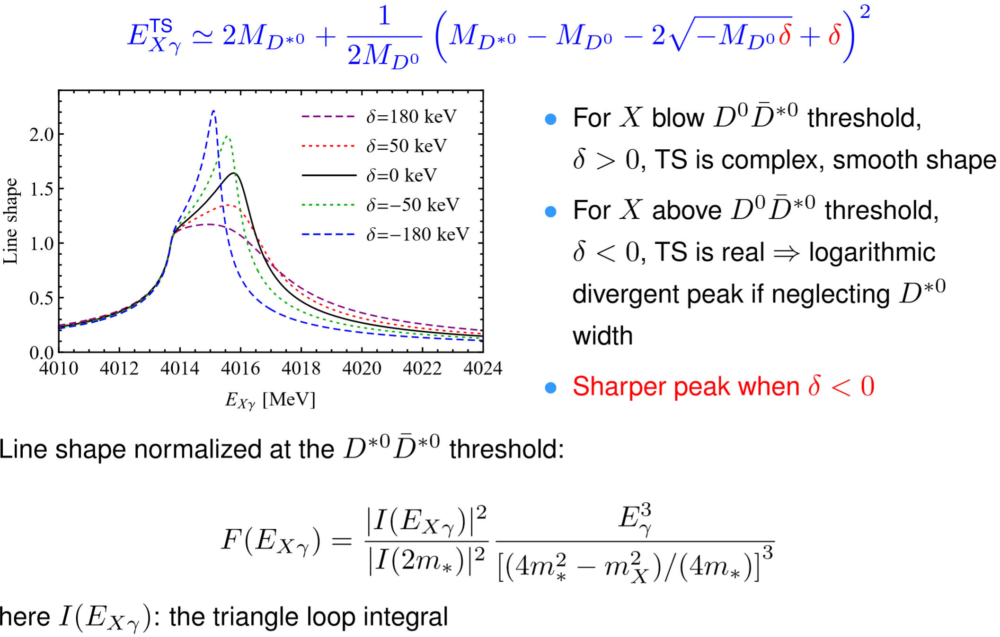 $E_{X\gamma}^{\text{TS}} \simeq 2M_{D^{*0}} + \frac{1}{2M_{D^0}} \left( M_{D^{*0}} - M_{D^0} - 2\sqrt{-M_{D^0}\delta} + \delta \right)^2$
Line shape
2.0
1.5
1.0
0.5
0.0
δ=180 keV
δ=50 keV
δ=0 keV
δ=−50 keV
δ=−180 keV
4010 4012 4014 4016 4018 4020 4022 4024
$E_{X\gamma}$ [MeV]
● For $X$ blow $D^0\bar{D}^{*0}$ threshold,
$\delta > 0$, TS is complex, smooth shape
● For $X$ above $D^0\bar{D}^{*0}$ threshold,
$\delta < 0$, TS is real ⇒ logarithmic
divergent peak if neglecting $D^{*0}$
width
● Sharper peak when $\delta < 0$
Line shape normalized at the $D^{*0}\bar{D}^{*0}$ threshold:
$F(E_{X\gamma}) = \frac{|I(E_{X\gamma})|^2}{|I(2m_*)|^2} \frac{E_\gamma^3}{[(4m_*^2 - m_X^2)/(4m_*)]^3}$
here $I(E_{X\gamma})$: the triangle loop integral